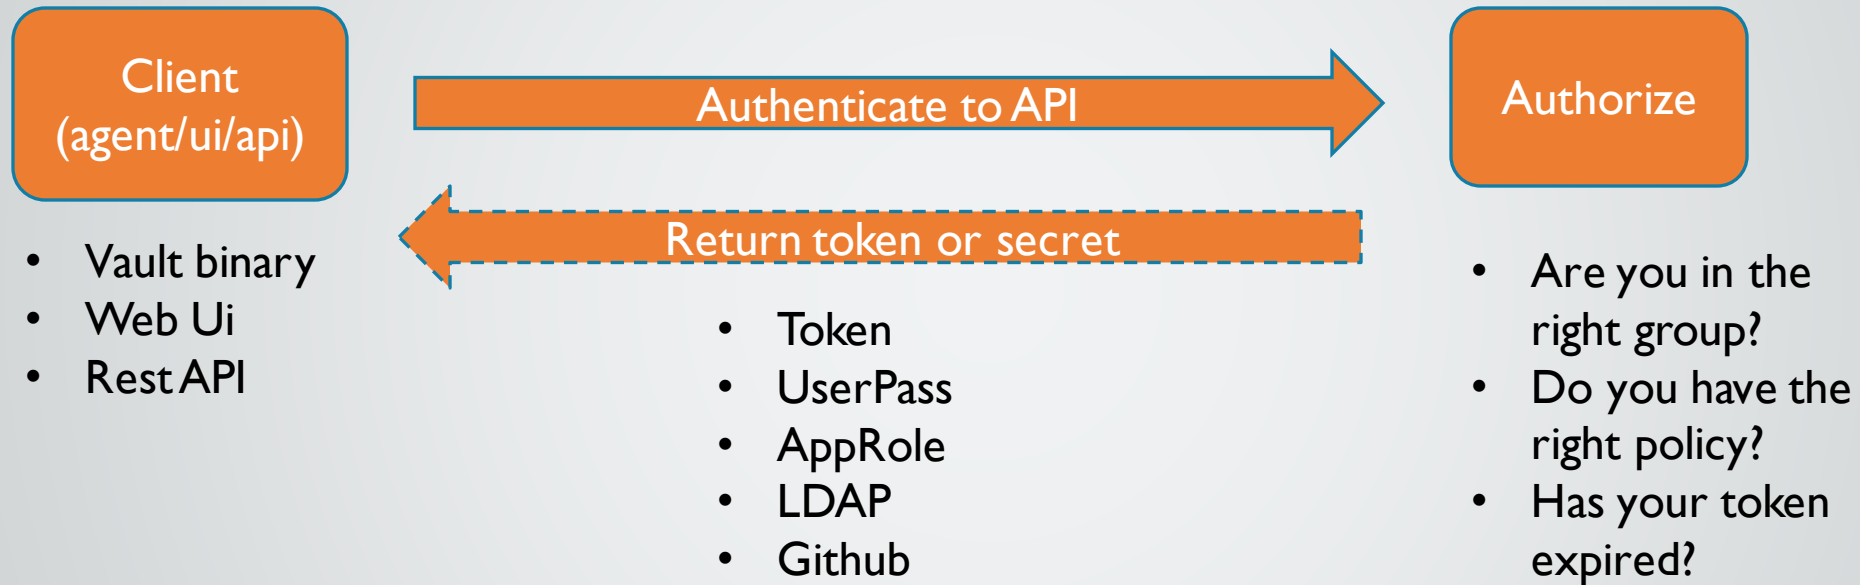 Client
(agent/ui/api)
Authenticate to API
Authorize
Return token or secret
• Vault binary
• Web Ui
• Rest API
• Token
• UserPass
• AppRole
• LDAP
• Github
• Are you in the
right group?
• Do you have the
right policy?
• Has your token
expired?